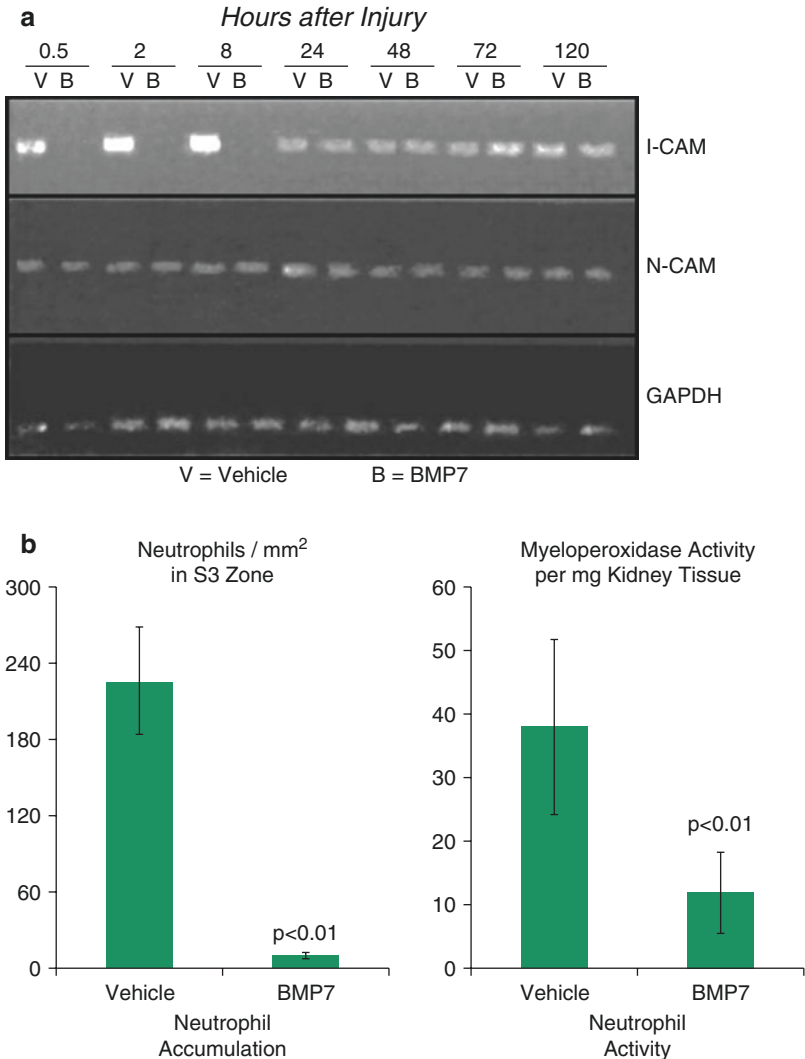 a
Hours after Injury
0.5 2 8 24 48 72 120
V B V B V B V B V B V B V B
I-CAM
N-CAM
GAPDH
V = Vehicle B = BMP7
b
Neutrophils / mm²
in S3 Zone
300
240
180
120
60
0
p<0.01
Vehicle BMP7
Neutrophil
Accumulation
Myeloperoxidase Activity
per mg Kidney Tissue
60
50
40
30
20
10
0
p<0.01
Vehicle BMP7
Neutrophil
Activity